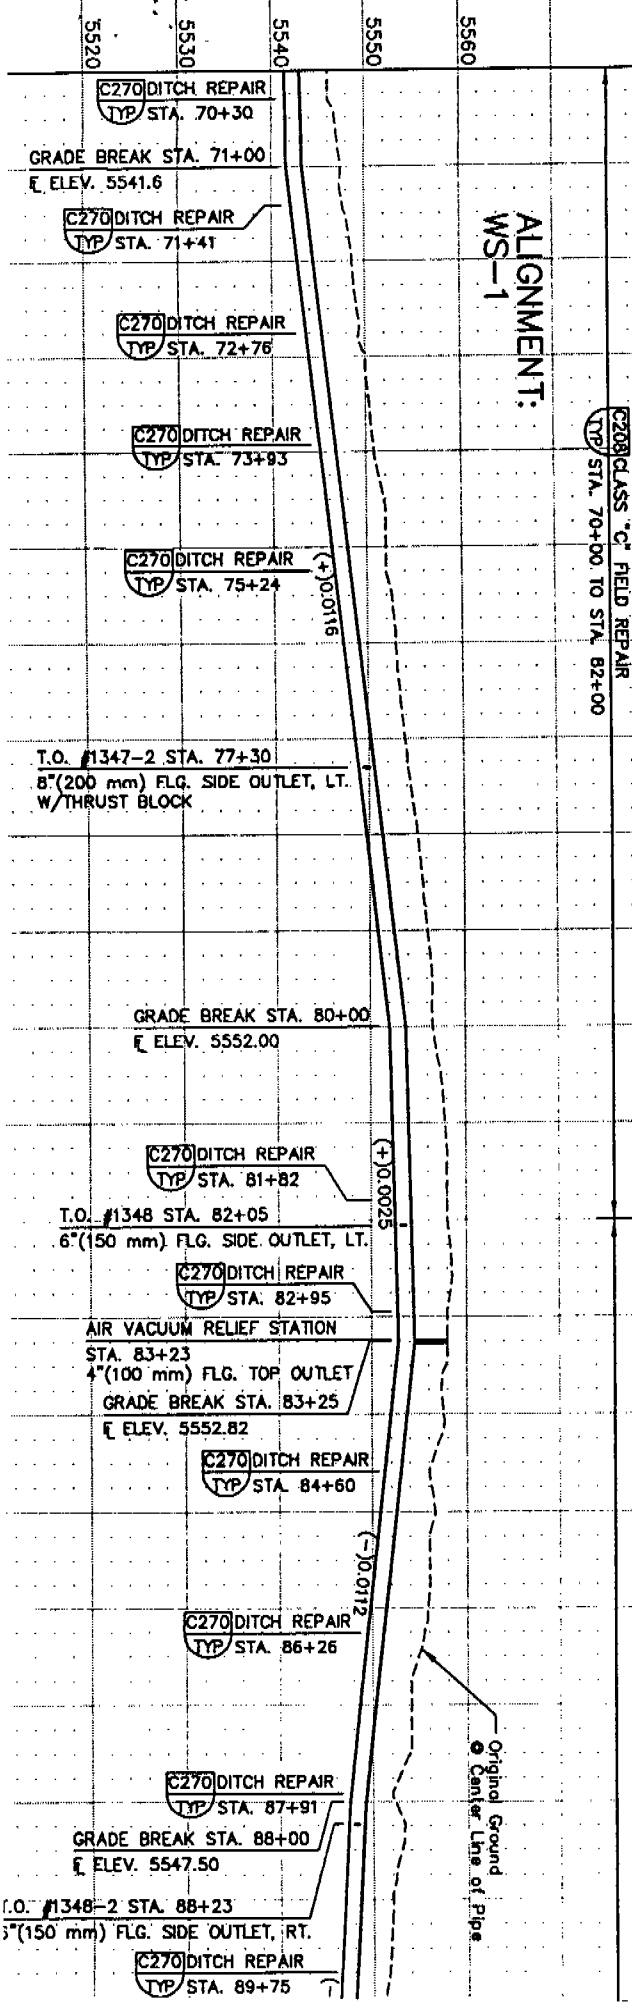 5520
5530
5540
5550
5560
C270 DITCH REPAIR
TYP STA. 70+30
GRADE BREAK STA. 71+00
ELEV. 5541.6
C270 DITCH REPAIR
TYP STA. 71+41
ALIGNMENT:
WS-1
C270 DITCH REPAIR
TYP STA. 72+76
C208 CLASS "C" FIELD REPAIR
TYP STA. 70+00 TO STA. 82+00
C270 DITCH REPAIR
TYP STA. 73+93
C270 DITCH REPAIR
TYP STA. 75+24
(+)0.0116
T.O. #1347-2 STA. 77+30
8"(200 mm) FLG. SIDE OUTLET, LT.
W/THRUST BLOCK
GRADE BREAK STA. 80+00
ELEV. 5552.00
C270 DITCH REPAIR
TYP STA. 81+82
(+)0.0025
T.O. #1348 STA. 82+05
6"(150 mm) FLG. SIDE OUTLET, LT.
C270 DITCH REPAIR
TYP STA. 82+95
AIR VACUUM RELIEF STATION
STA. 83+23
4"(100 mm) FLG. TOP OUTLET
GRADE BREAK STA. 83+25
ELEV. 5552.82
C270 DITCH REPAIR
TYP STA. 84+60
(-)0.0112
C270 DITCH REPAIR
TYP STA. 86+26
Original Ground
@ Center Line of Pipe
C270 DITCH REPAIR
TYP STA. 87+91
GRADE BREAK STA. 88+00
ELEV. 5547.50
T.O. #1348-2 STA. 88+23
"(150 mm) FLG. SIDE OUTLET, RT.
C270 DITCH REPAIR
TYP STA. 89+75